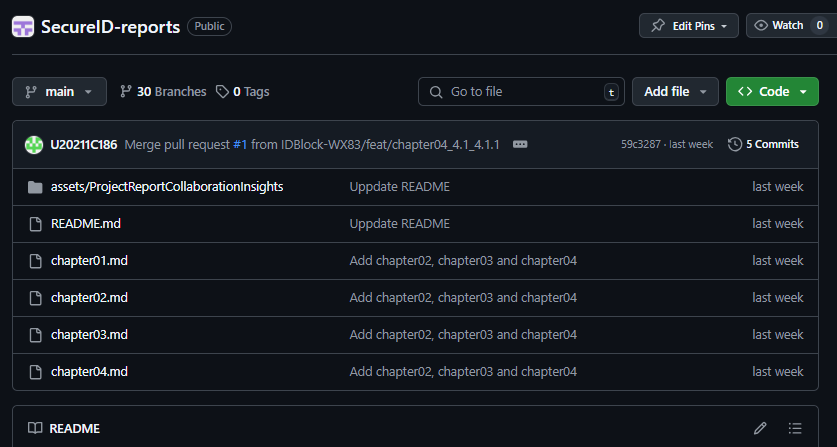 SecureID-reports Public Edit Pins Watch 0
main 30 Branches 0 Tags Go to file t Add file Code
U20211C186 Merge pull request #1 from IDBlock-WX83/feat/chapter04_4.1_4.1.1 59c3287 · last week 5 Commits
assets/ProjectReportCollaborationInsights Uppdate README last week
README.md Uppdate README last week
chapter01.md Add chapter02, chapter03 and chapter04 last week
chapter02.md Add chapter02, chapter03 and chapter04 last week
chapter03.md Add chapter02, chapter03 and chapter04 last week
chapter04.md Add chapter02, chapter03 and chapter04 last week
README